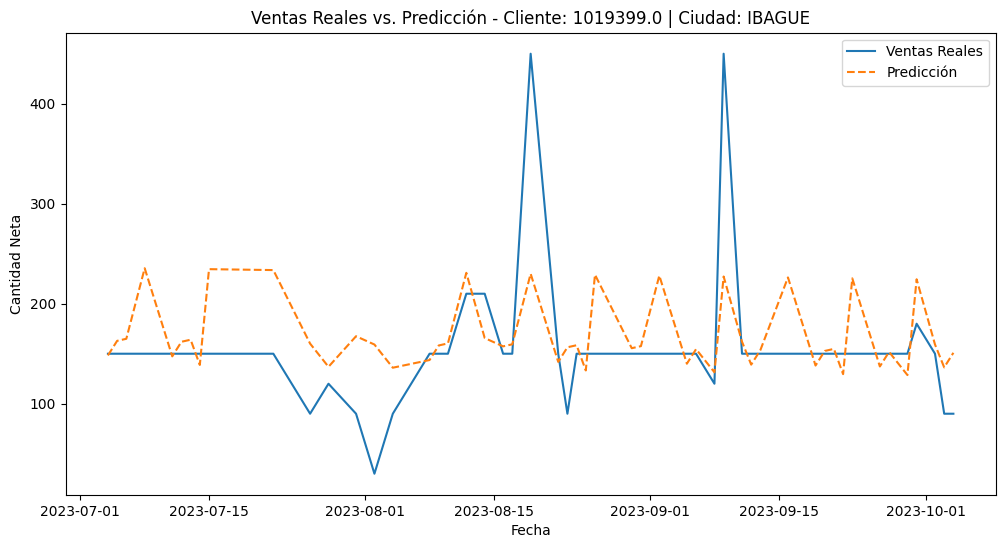 Ventas Reales vs. Predicción - Cliente: 1019399.0 | Ciudad: IBAGUE
Ventas Reales
Predicción
Cantidad Neta
400
300
200
100
2023-07-01
2023-07-15
2023-08-01
2023-08-15
2023-09-01
2023-09-15
2023-10-01
Fecha